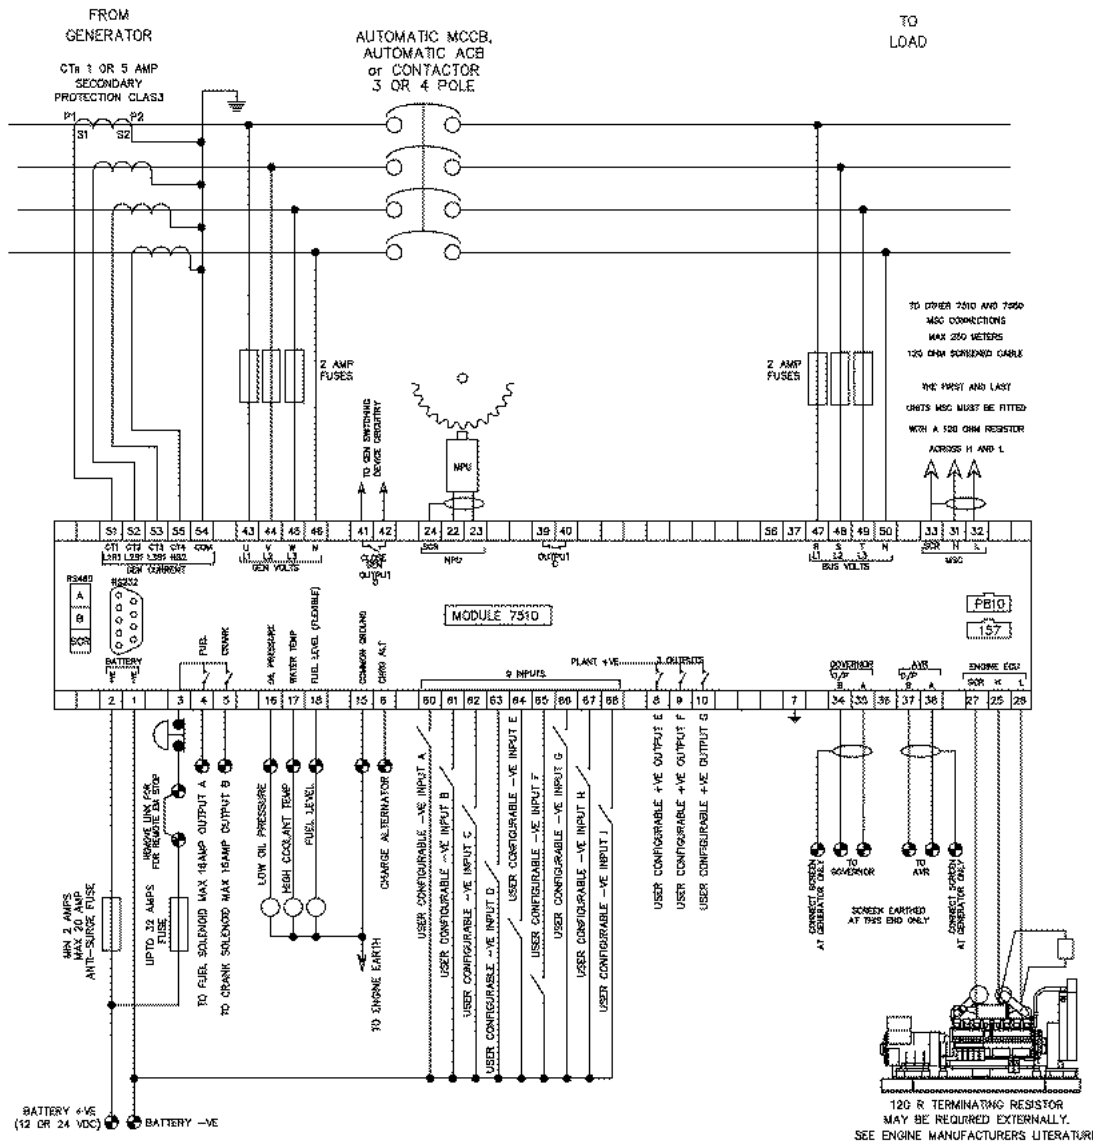 FROM
GENERATOR
TO
LOAD
AUTOMATIC MCCB,
AUTOMATIC ACB
or CONTACTOR
3 OR 4 POLE
CTs 1 OR 5 AMP
SECONDARY
PROTECTION CLASS
P1
P2
S1
S2
TO OTHER 7510 AND 7560
MSC CONNECTIONS
MAX 250 METERS
120 OHM SCREENED CABLE
THE FIRST AND LAST
UNITS MSC MUST BE FITTED
WITH A 120 OHM RESISTOR
ACROSS H AND L
2 AMP
FUSES
2 AMP
FUSES
TO GEN SWITCHING
DEVICE CIRCUITRY
MPU
51 52 53 55 54 43 44 45 46 41 42 24 22 23 39 40 56 37 47 48 49 50 33 31 32
CT1 CT2 CT3 CT4 COM
GEN CURRENT
U V W N
L1 L2 L3
GEN VOLTS
CLOSE
GEN
OUTPUT
SCR
MPU
OUTPUT
R S T N
L1 L2 L3
BUS VOLTS
SCR H L
MSC
RS485
A
B
SCR
RS232
BATTERY
FUEL
CRANK
OIL PRESSURE
WATER TEMP
FUEL LEVEL (FLEXIBLE)
COMMON GROUND
CHRG ALT
MODULE 7510
PB10
157
9 INPUTS
PLANT +VE
3 OUTPUTS
GOVERNOR
O/P
B A
AVR
O/P
B A
ENGINE ECU
SCR H L
2 1 3 4 5 16 17 18 15 6 60 61 62 63 64 65 66 67 68 8 9 10 7 34 35 36 37 38 27 25 26
REMOVE LINK FOR
FOR REMOTE EM STOP
MIN 2 AMPS
MAX 20 AMP
ANTI-SURGE FUSE
UPTO 32 AMPS
FUSE
TO FUEL SOLENOID MAX 16AMP OUTPUT A
TO CRANK SOLENOID MAX 16AMP OUTPUT B
LOW OIL PRESSURE
HIGH COOLANT TEMP
FUEL LEVEL
TO ENGINE EARTH
CHARGE ALTERNATOR
USER CONFIGURABLE -VE INPUT A
USER CONFIGURABLE -VE INPUT B
USER CONFIGURABLE -VE INPUT C
USER CONFIGURABLE -VE INPUT D
USER CONFIGURABLE -VE INPUT E
USER CONFIGURABLE -VE INPUT F
USER CONFIGURABLE -VE INPUT G
USER CONFIGURABLE -VE INPUT H
USER CONFIGURABLE -VE INPUT I
USER CONFIGURABLE +VE OUTPUT E
USER CONFIGURABLE +VE OUTPUT F
USER CONFIGURABLE +VE OUTPUT G
CONNECT SCREEN
AT GENERATOR ONLY
TO
GOVERNOR
TO
AVR
CONNECT SCREEN
AT GENERATOR ONLY
SCREEN EARTHED
AT THIS END ONLY
BATTERY +VE
(12 OR 24 VDC)
BATTERY -VE
120 R TERMINATING RESISTOR
MAY BE REQUIRED EXTERNALLY.
SEE ENGINE MANUFACTURERS LITERATURE